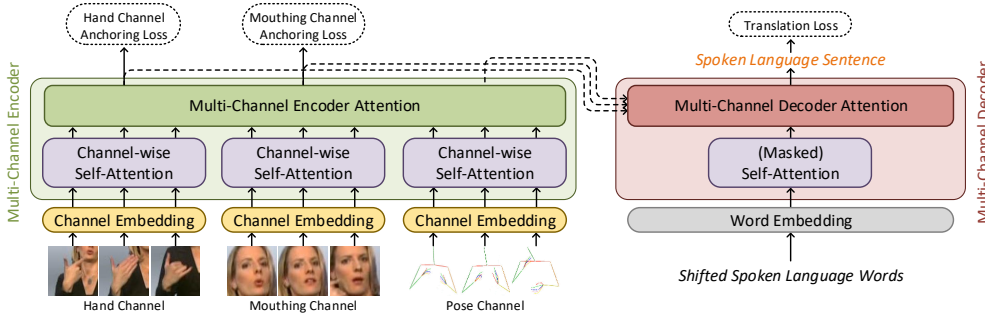 Hand Channel
Anchoring Loss
Mouthing Channel
Anchoring Loss
Translation Loss
Spoken Language Sentence
Multi-Channel Encoder
Multi-Channel Encoder Attention
Multi-Channel Decoder Attention
Multi-Channel Decoder
Channel-wise
Self-Attention
Channel-wise
Self-Attention
Channel-wise
Self-Attention
(Masked)
Self-Attention
Channel Embedding
Channel Embedding
Channel Embedding
Word Embedding
Shifted Spoken Language Words
Hand Channel
Mouthing Channel
Pose Channel